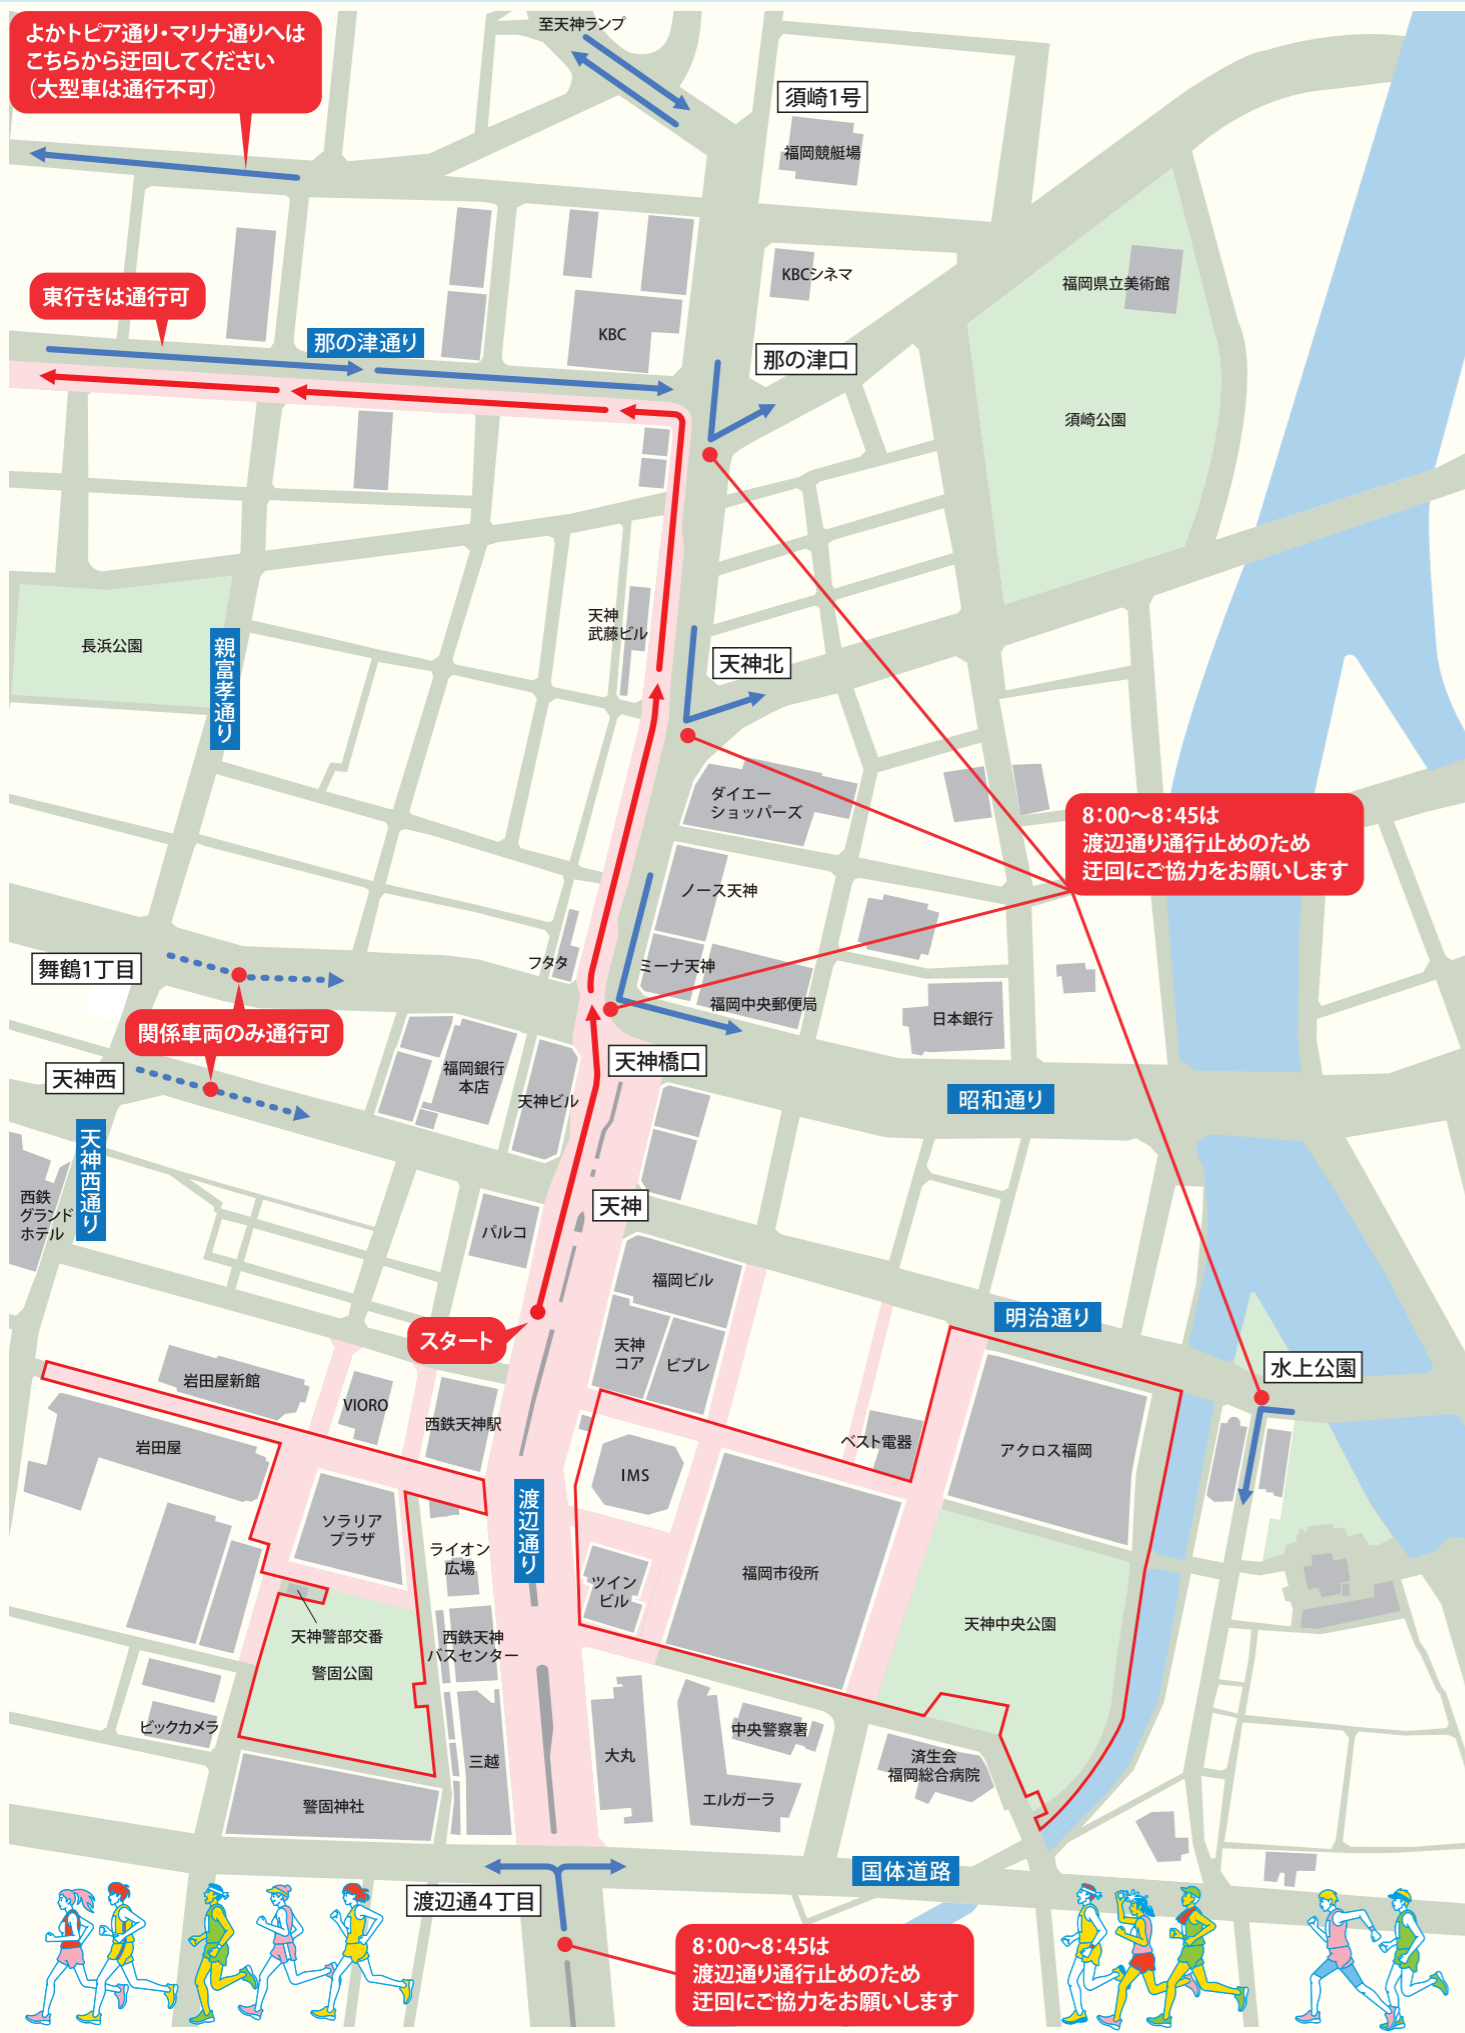 よかトピア通り・マリナ通りへは
こちらから迂回してください
（大型車は通行不可）
至天神ランプ
須崎1号
福岡競艇場
KBCシネマ
福岡県立美術館
東行きは通行可
那の津通り
KBC
那の津口
須崎公園
長浜公園
親富孝通り
天神
武藤ビル
天神北
ダイエー
ショッパーズ
8：00～8：45は
渡辺通り通行止めのため
迂回にご協力をお願いします
ノース天神
フタタ
ミーナ天神
福岡中央郵便局
日本銀行
舞鶴1丁目
関係車両のみ通行可
天神西
福岡銀行
本店
天神ビル
天神橋口
昭和通り
天神西通り
西鉄
グランド
ホテル
パルコ
天神
福岡ビル
スタート
天神
コア
ビブレ
明治通り
水上公園
岩田屋新館
VIORO
西鉄天神駅
岩田屋
ベスト電器
アクロス福岡
IMS
渡辺通り
ソラリア
プラザ
ライオン
広場
ツイン
ビル
福岡市役所
天神中央公園
天神警部交番
西鉄天神
バスセンター
警固公園
ビックカメラ
三越
大丸
中央警察署
エルガーラ
済生会
福岡総合病院
警固神社
国体道路
渡辺通4丁目
8：00～8：45は
渡辺通り通行止めのため
迂回にご協力をお願いします